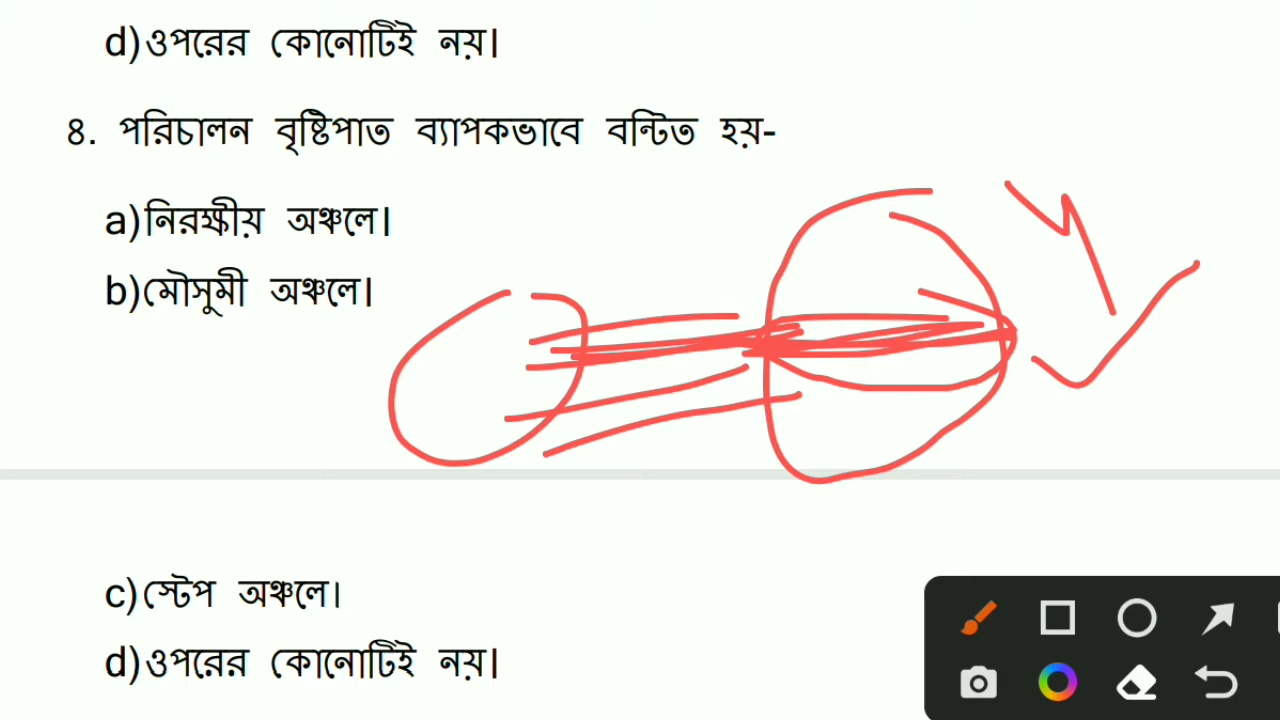 d)ওপরের কোনোটিই নয়।
৪. পরিচালন বৃষ্টিপাত ব্যাপকভাবে বন্টিত হয়-
a)নিরক্ষীয় অঞ্চলে।
b)মৌসুমী অঞ্চলে।
c)স্টেপ অঞ্চলে।
d)ওপরের কোনোটিই নয়।